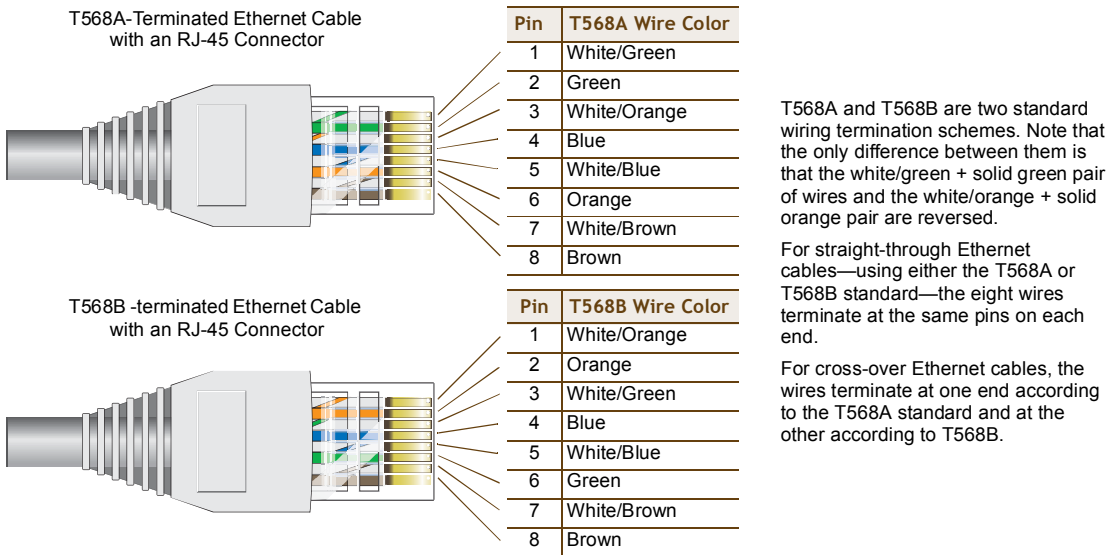 T568A-Terminated Ethernet Cable
with an RJ-45 Connector
Pin T568A Wire Color
1 White/Green
2 Green
3 White/Orange
4 Blue
5 White/Blue
6 Orange
7 White/Brown
8 Brown
T568B -terminated Ethernet Cable
with an RJ-45 Connector
Pin T568B Wire Color
1 White/Orange
2 Orange
3 White/Green
4 Blue
5 White/Blue
6 Green
7 White/Brown
8 Brown
T568A and T568B are two standard
wiring termination schemes. Note that
the only difference between them is
that the white/green + solid green pair
of wires and the white/orange + solid
orange pair are reversed.
For straight-through Ethernet
cables—using either the T568A or
T568B standard—the eight wires
terminate at the same pins on each
end.
For cross-over Ethernet cables, the
wires terminate at one end according
to the T568A standard and at the
other according to T568B.